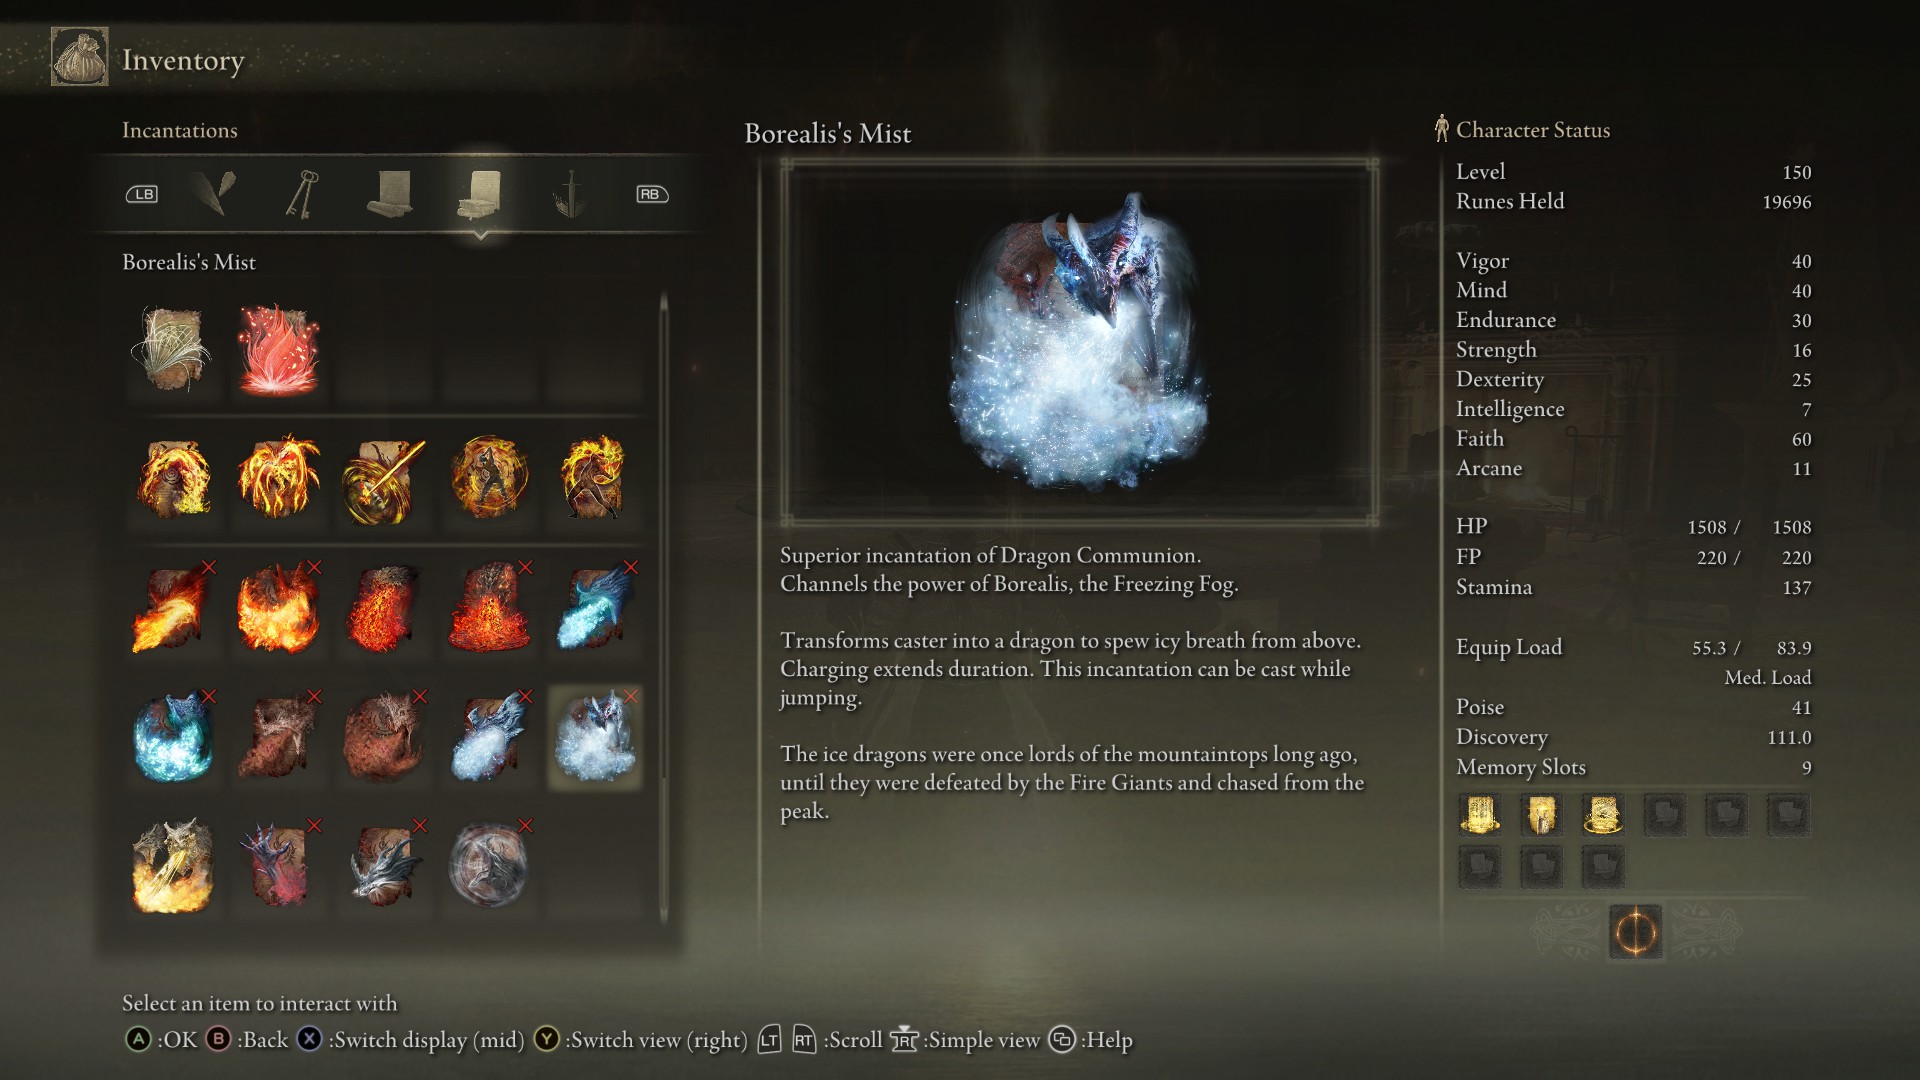 Inventory
Incantations
LB
RB
Borealis's Mist
Borealis's Mist
Superior incantation of Dragon Communion.
Channels the power of Borealis, the Freezing Fog.
Transforms caster into a dragon to spew icy breath from above.
Charging extends duration. This incantation can be cast while
jumping.
The ice dragons were once lords of the mountaintops long ago,
until they were defeated by the Fire Giants and chased from the
peak.
Character Status
Level 150
Runes Held 19696
Vigor 40
Mind 40
Endurance 30
Strength 16
Dexterity 25
Intelligence 7
Faith 60
Arcane 11
HP 1508 / 1508
FP 220 / 220
Stamina 137
Equip Load 55.3 / 83.9
Med. Load
Poise 41
Discovery 111.0
Memory Slots 9
Select an item to interact with
A :OK B :Back X :Switch display (mid) Y :Switch view (right) LT RT :Scroll R :Simple view :Help